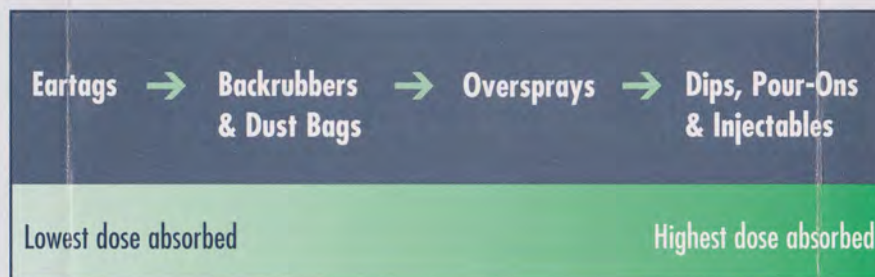 Eartags → Backrubbers & Dust Bags → Oversprays → Dips, Pour-Ons & Injectables
Lowest dose absorbed
Highest dose absorbed